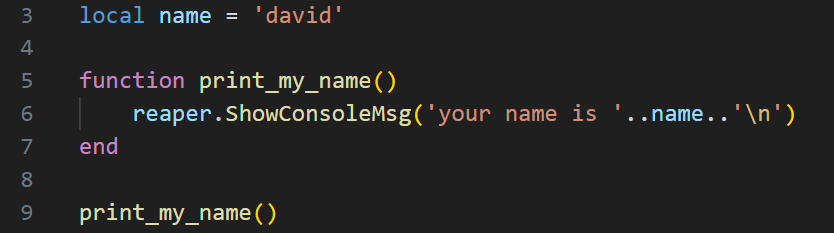 3 local name = 'david'
4
5 function print_my_name()
6 reaper.ShowConsoleMsg('your name is '..name..'\n')
7 end
8
9 print_my_name()